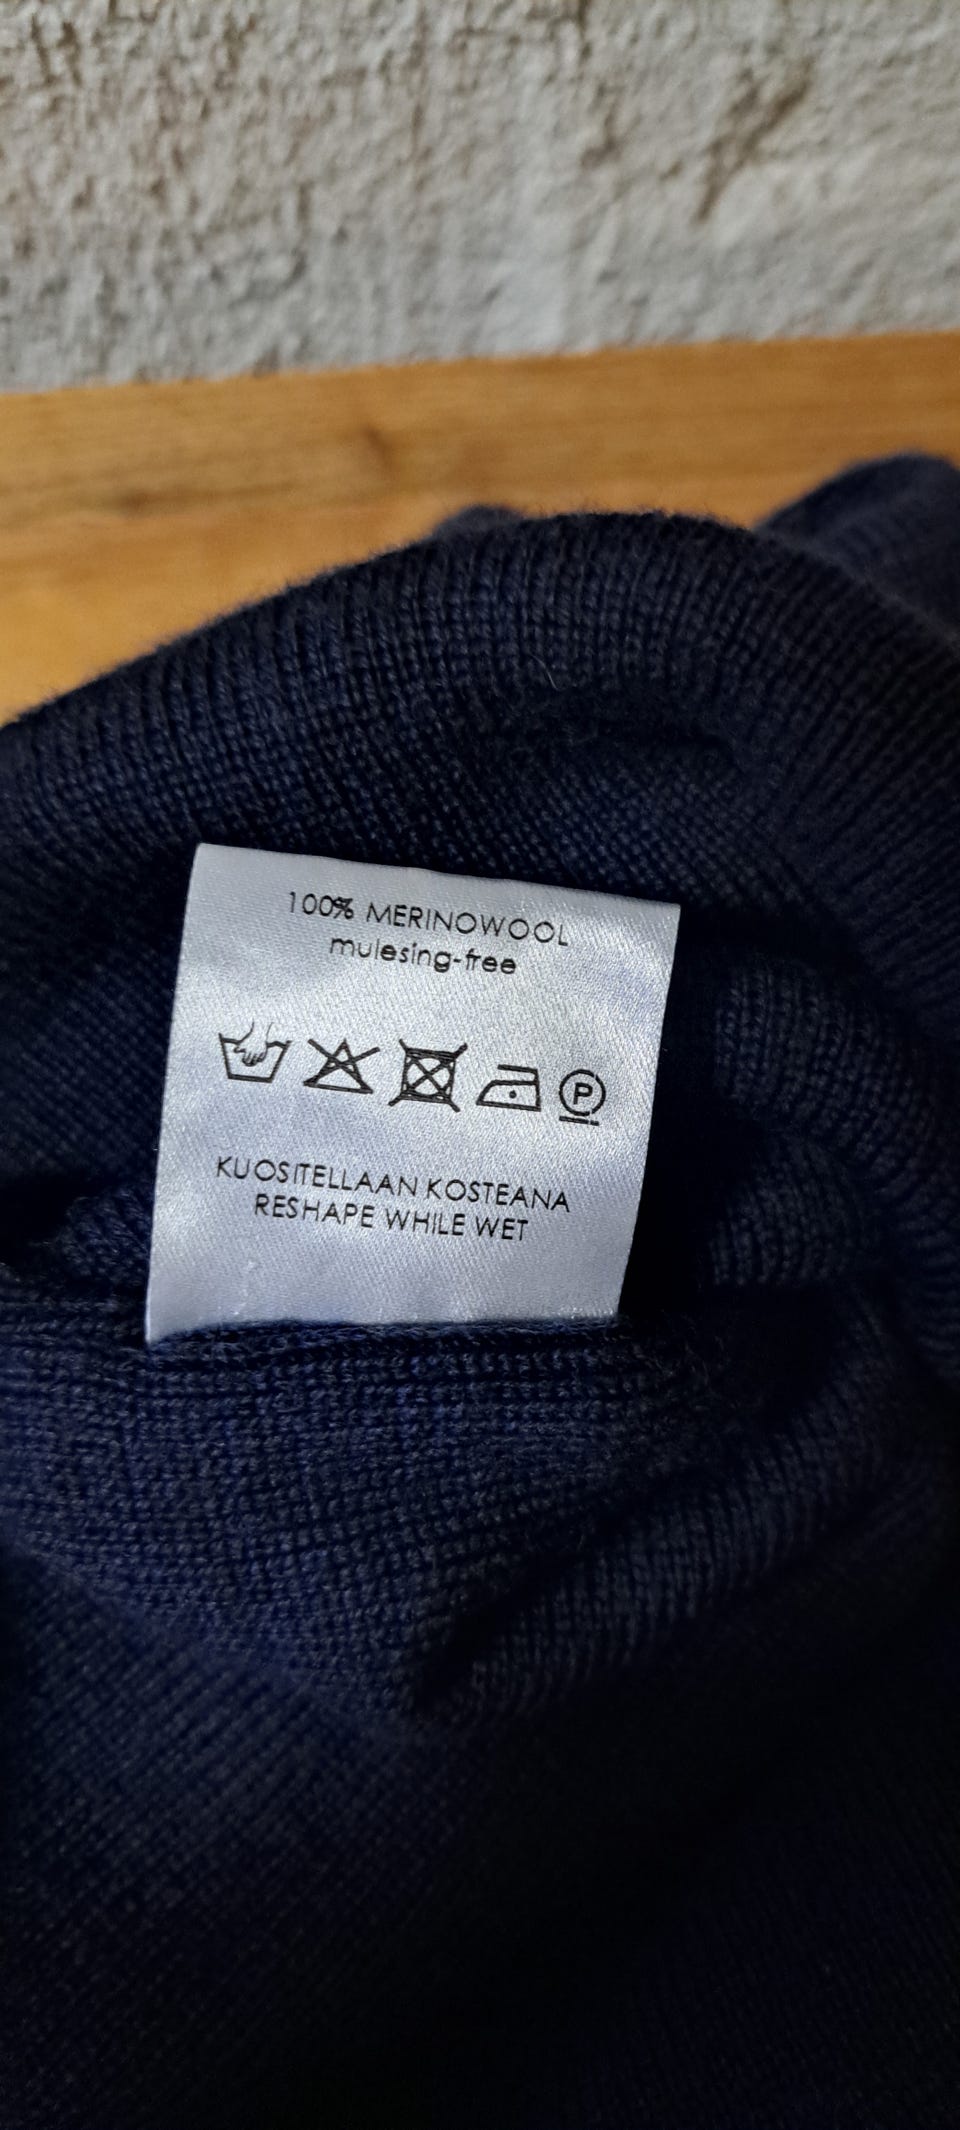 100% MERINOWOOL
mulesing-free
P
KUOSITELLAAN KOSTEANA
RESHAPE WHILE WET